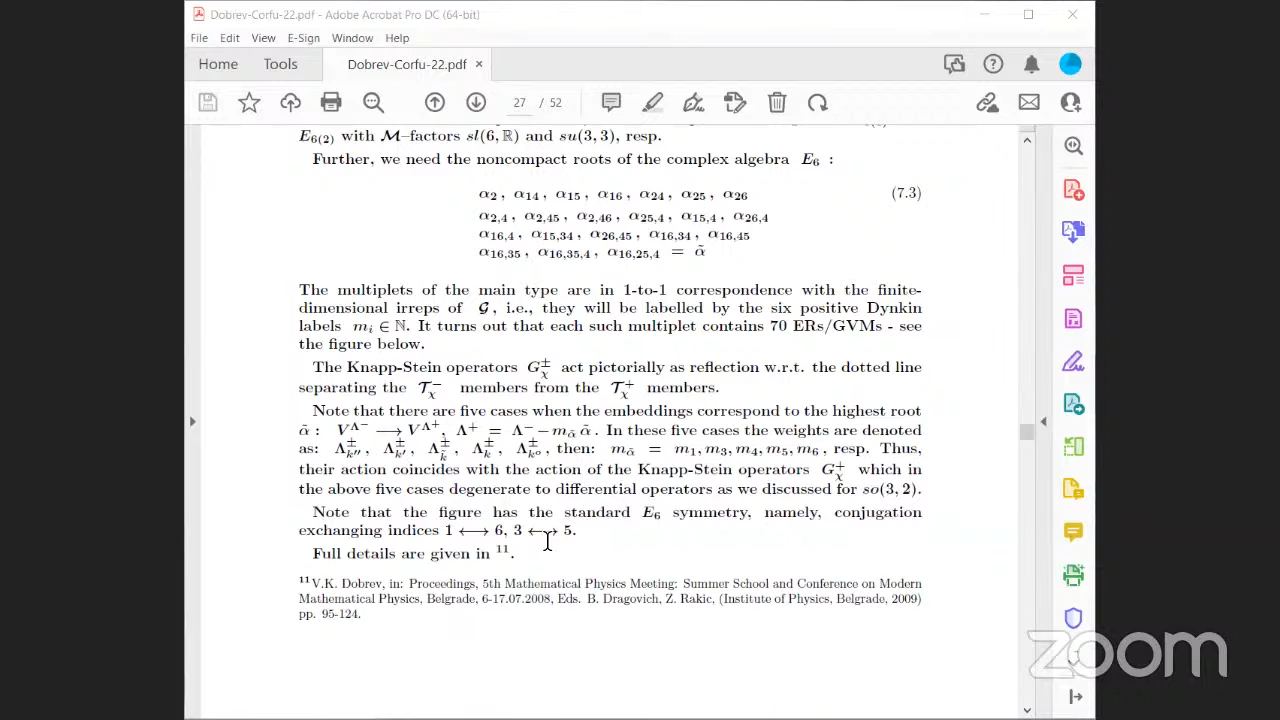 Dobrev-Corfu-22.pdf - Adobe Acrobat Pro DC (64-bit)
File Edit View E-Sign Window Help
Home Tools Dobrev-Corfu-22.pdf ×
27 / 52
E₆₍₂₎ with 𝓜–factors sl(6, ℝ) and su(3, 3), resp.
Further, we need the noncompact roots of the complex algebra E₆ :
α₂ , α₁₄ , α₁₅ , α₁₆ , α₂₄ , α₂₅ , α₂₆ (7.3)
α₂,₄ , α₂,₄₅ , α₂,₄₆ , α₂₅,₄ , α₁₅,₄ , α₂₆,₄
α₁₆,₄ , α₁₅,₃₄ , α₂₆,₄₅ , α₁₆,₃₄ , α₁₆,₄₅
α₁₆,₃₅ , α₁₆,₃₅,₄ , α₁₆,₂₅,₄ = α̃
The multiplets of the main type are in 1-to-1 correspondence with the finite-
dimensional irreps of 𝓖 , i.e., they will be labelled by the six positive Dynkin
labels mᵢ ∈ ℕ. It turns out that each such multiplet contains 70 ERs/GVMs - see
the figure below.
The Knapp-Stein operators G_χ^± act pictorially as reflection w.r.t. the dotted line
separating the 𝓣_χ^− members from the 𝓣_χ^+ members.
Note that there are five cases when the embeddings correspond to the highest root
α̃ : V^{Λ^−} ⟶ V^{Λ^+} , Λ^+ = Λ^− − m_α̃ α̃ . In these five cases the weights are denoted
as: Λ^±_{k''} , Λ^±_{k'} , Λ^±_{k̃} , Λ^±_k , Λ^±_{k°} , then: m_α̃ = m₁, m₃, m₄, m₅, m₆ , resp. Thus,
their action coincides with the action of the Knapp-Stein operators G_χ^+ which in
the above five cases degenerate to differential operators as we discussed for so(3, 2).
Note that the figure has the standard E₆ symmetry, namely, conjugation
exchanging indices 1 ⟷ 6, 3 ⟷ 5.
Full details are given in ¹¹.
¹¹V.K. Dobrev, in: Proceedings, 5th Mathematical Physics Meeting: Summer School and Conference on Modern
Mathematical Physics, Belgrade, 6-17.07.2008, Eds. B. Dragovich, Z. Rakic, (Institute of Physics, Belgrade, 2009)
pp. 95-124.
zoom